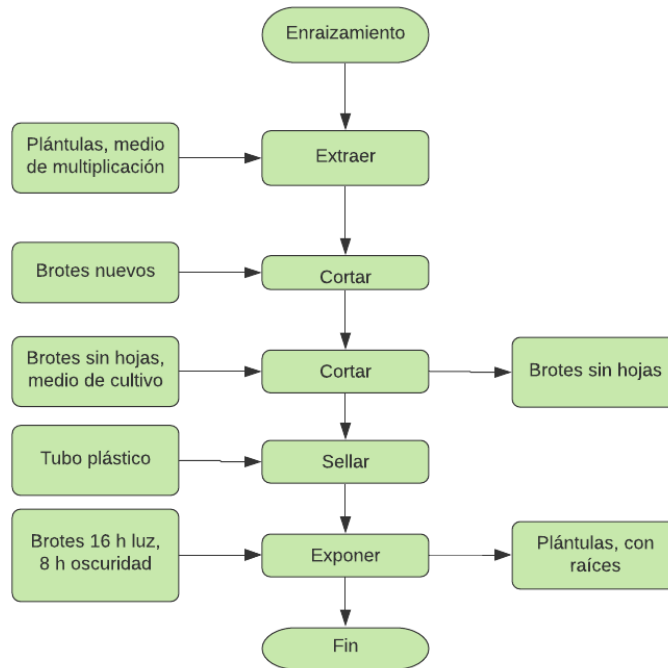 Enraizamiento
Plántulas, medio
de multiplicación
Extraer
Brotes nuevos
Cortar
Brotes sin hojas,
medio de cultivo
Cortar
Brotes sin hojas
Tubo plástico
Sellar
Brotes 16 h luz,
8 h oscuridad
Exponer
Plántulas, con
raíces
Fin